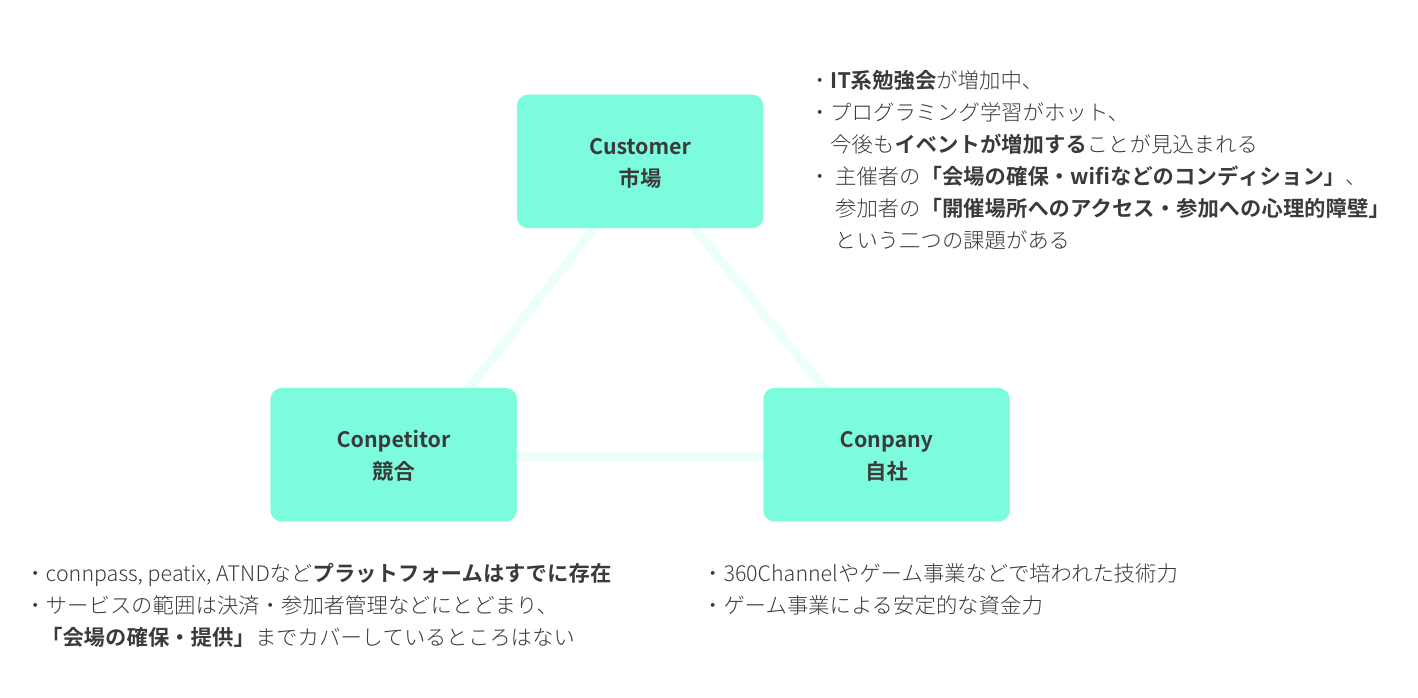 Customer
市場
・IT系勉強会が増加中、
・プログラミング学習がホット、
今後もイベントが増加することが見込まれる
・ 主催者の「会場の確保・wifiなどのコンディション」、
参加者の「開催場所へのアクセス・参加への心理的障壁」
という二つの課題がある
Conpetitor
競合
Conpany
自社
・connpass, peatix, ATNDなどプラットフォームはすでに存在
・サービスの範囲は決済・参加者管理などにとどまり、
「会場の確保・提供」までカバーしているところはない
・360Channelやゲーム事業などで培われた技術力
・ゲーム事業による安定的な資金力